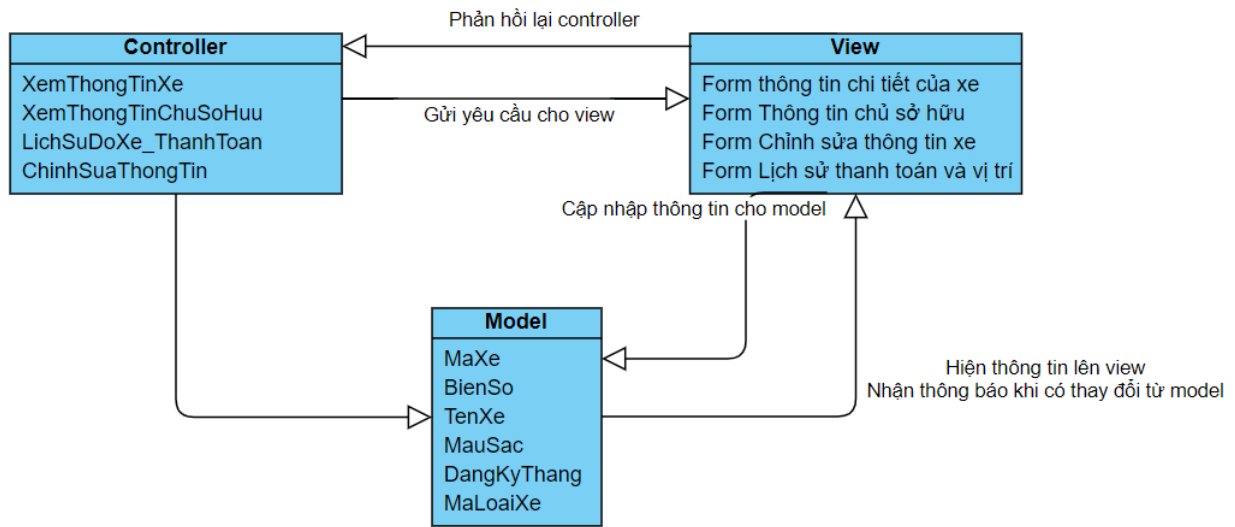 Phản hồi lại controller
Controller
XemThongTinXe
XemThongTinChuSoHuu
LichSuDoXe_ThanhToan
ChinhSuaThongTin
Gửi yêu cầu cho view
View
Form thông tin chi tiết của xe
Form Thông tin chủ sở hữu
Form Chỉnh sửa thông tin xe
Form Lịch sử thanh toán và vị trí
Cập nhập thông tin cho model
Model
MaXe
BienSo
TenXe
MauSac
DangKyThang
MaLoaiXe
Hiện thông tin lên view
Nhận thông báo khi có thay đổi từ model